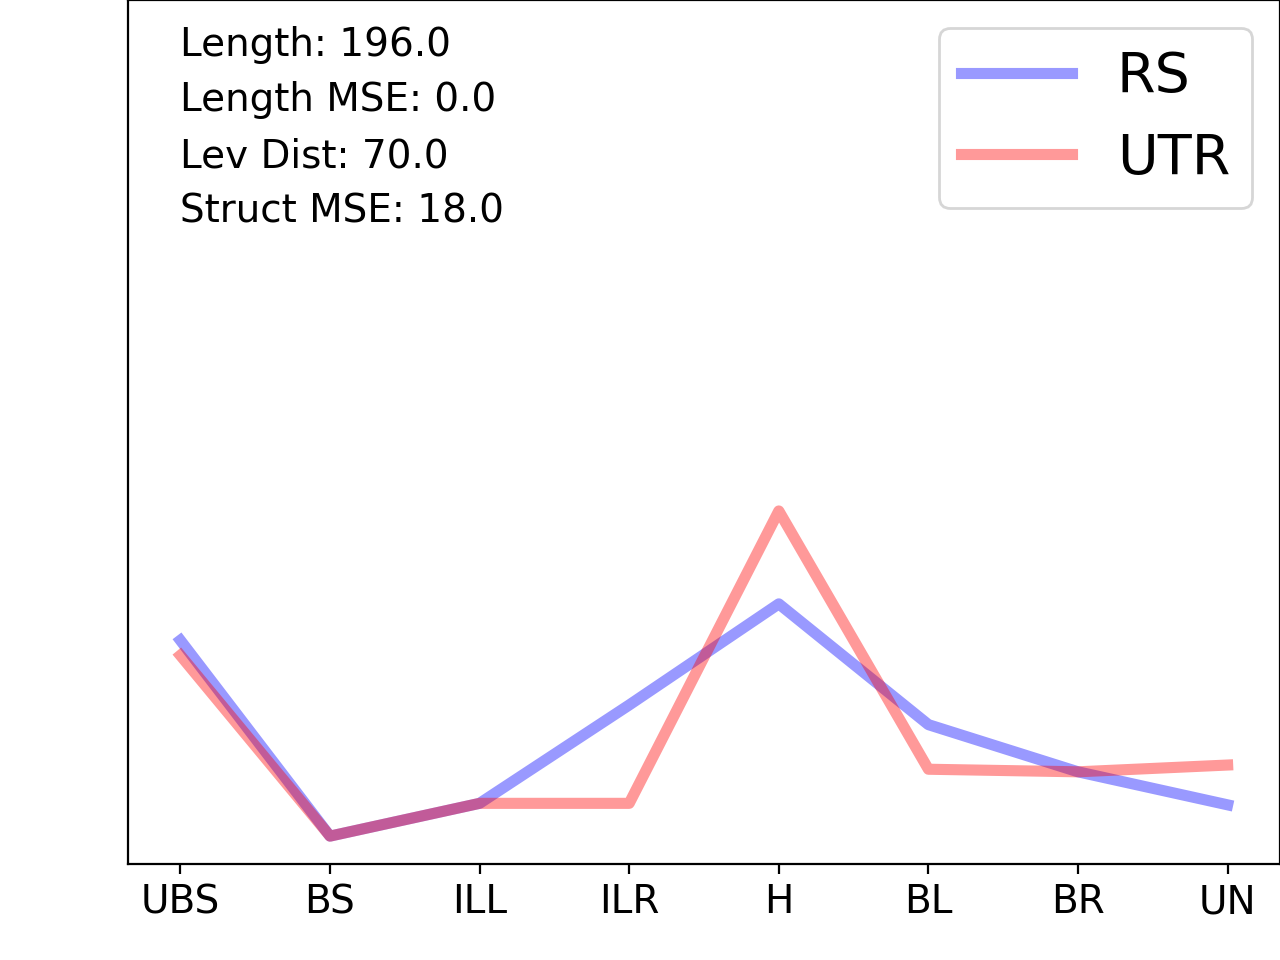 Length: 196.0
Length MSE: 0.0
Lev Dist: 70.0
Struct MSE: 18.0
RS
UTR
UBS BS ILL ILR H BL BR UN